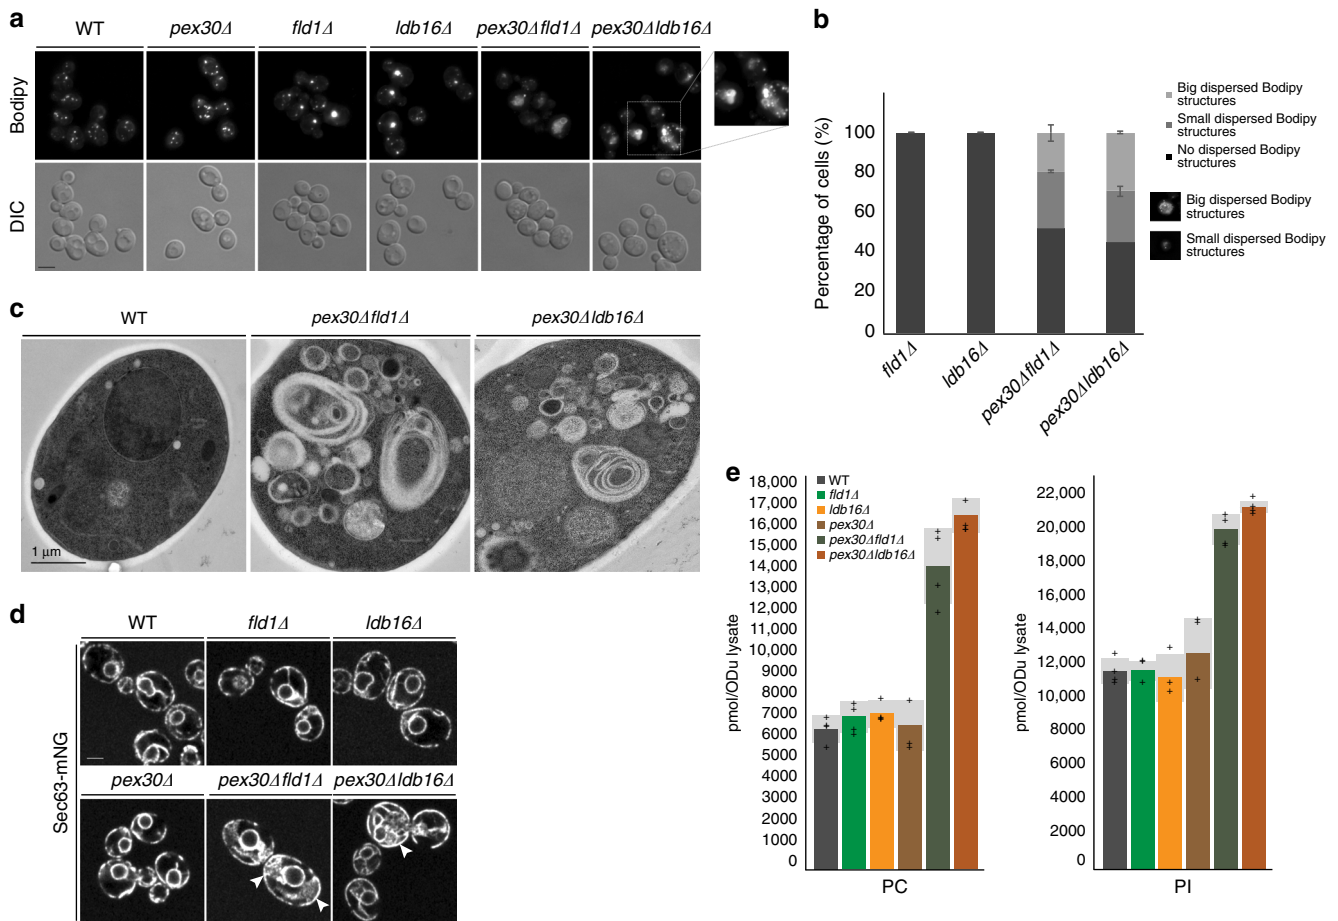 a
WT
pex30Δ
fld1Δ
ldb16Δ
pex30Δfld1Δ
pex30Δldb16Δ
Bodipy
DIC
b
Percentage of cells (%)
100
80
60
40
20
0
fld1Δ
ldb16Δ
pex30Δfld1Δ
pex30Δldb16Δ
Big dispersed Bodipy
structures
Small dispersed Bodipy
structures
No dispersed Bodipy
structures
Big dispersed Bodipy
structures
Small dispersed Bodipy
structures
c
WT
pex30Δfld1Δ
pex30Δldb16Δ
1 μm
d
WT
fld1Δ
ldb16Δ
pex30Δ
pex30Δfld1Δ
pex30Δldb16Δ
Sec63-mNG
e
pmol/ODu lysate
18,000
17,000
16,000
15,000
14,000
13,000
12,000
11,000
10,000
9000
8000
7000
6000
5000
4000
3000
2000
1000
0
WT
fld1Δ
ldb16Δ
pex30Δ
pex30Δfld1Δ
pex30Δldb16Δ
PC
pmol/ODu lysate
22,000
20,000
18,000
16,000
14,000
12,000
10,000
8000
6000
4000
2000
0
PI